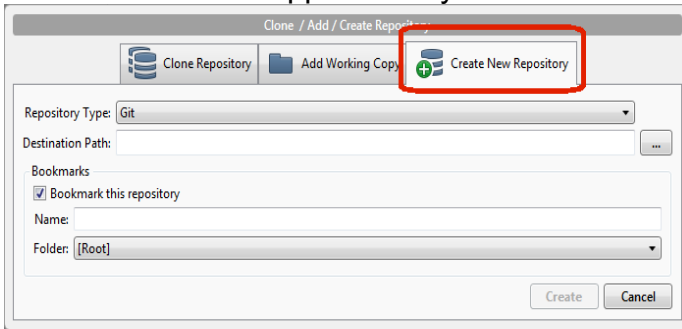 Clone / Add / Create Repository
Clone Repository
Add Working Copy
Create New Repository
Repository Type: Git
Destination Path:
...
Bookmarks
Bookmark this repository
Name:
Folder: [Root]
Create
Cancel